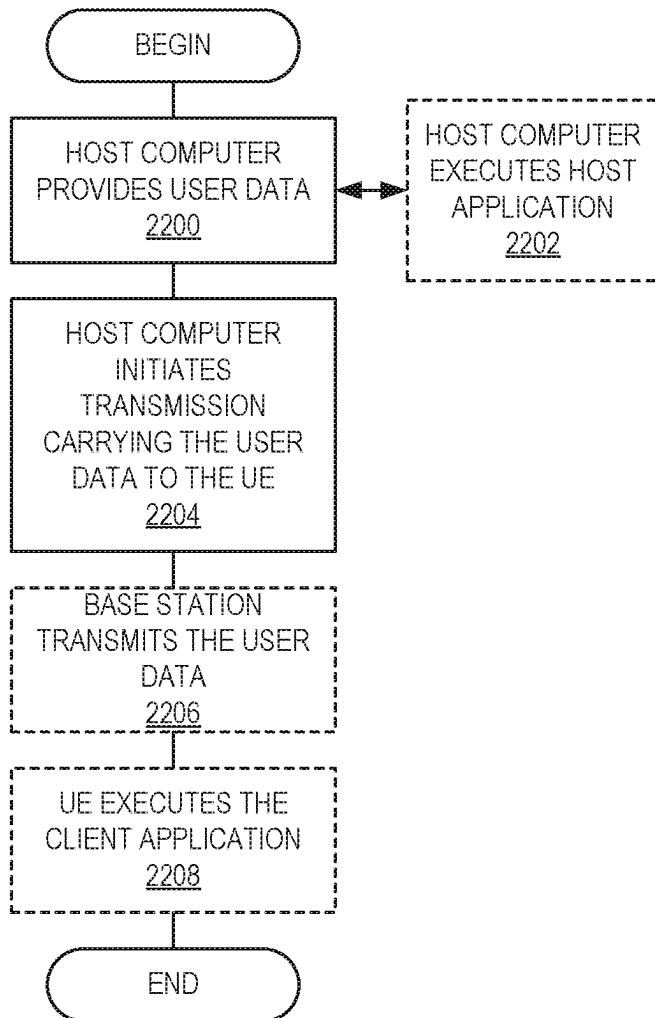 BEGIN
HOST COMPUTER
PROVIDES USER DATA
2200
HOST COMPUTER
EXECUTES HOST
APPLICATION
2202
HOST COMPUTER
INITIATES
TRANSMISSION
CARRYING THE USER
DATA TO THE UE
2204
BASE STATION
TRANSMITS THE USER
DATA
2206
UE EXECUTES THE
CLIENT APPLICATION
2208
END